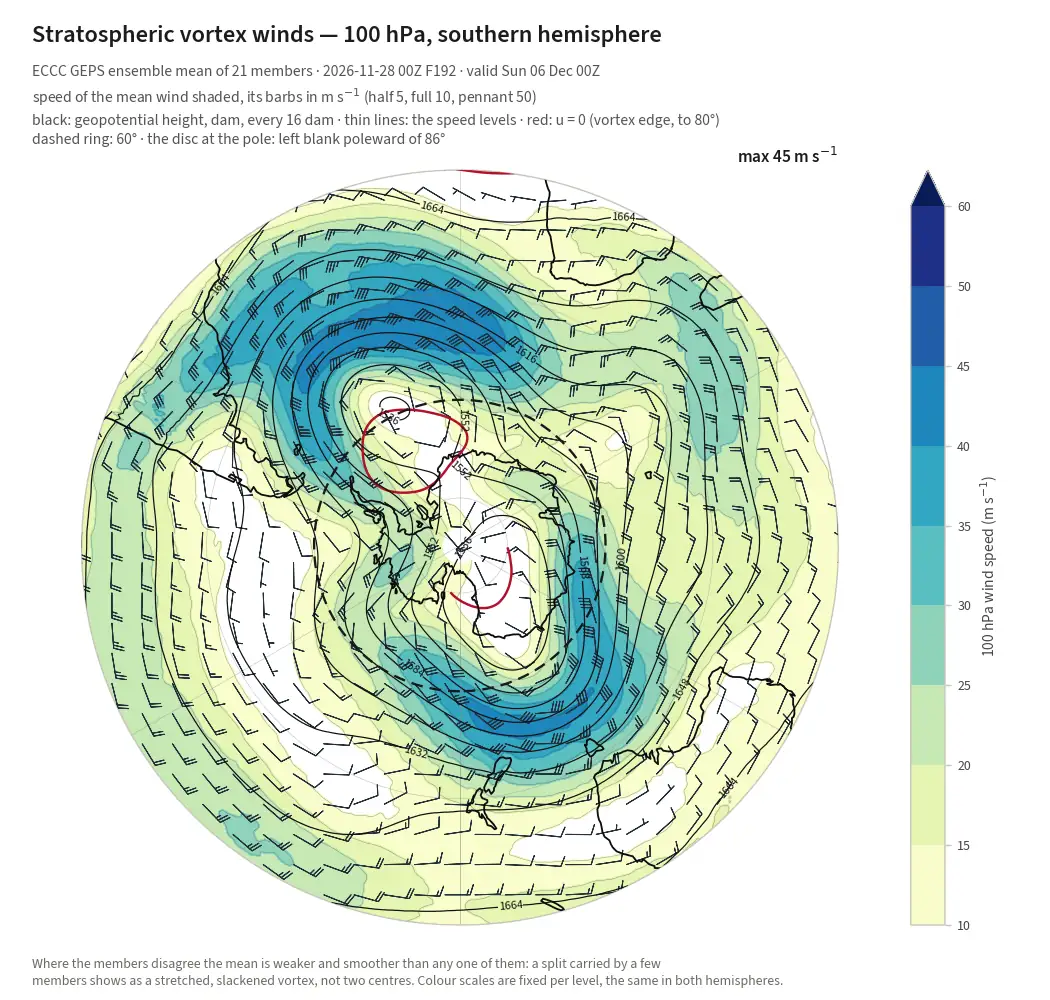 Stratospheric vortex winds — 100 hPa, southern hemisphere
ECCC GEPS ensemble mean of 21 members · 2026-11-28 00Z F192 · valid Sun 06 Dec 00Z
speed of the mean wind shaded, its barbs in m s⁻¹ (half 5, full 10, pennant 50)
black: geopotential height, dam, every 16 dam · thin lines: the speed levels · red: u = 0 (vortex edge, to 80°)
dashed ring: 60° · the disc at the pole: left blank poleward of 86°
max 45 m s⁻¹
1664
1664
1664
1616
1552
1552
1552
1568
1600
1584
1648
1632
1664
1664
60
50
45
40
35
30
25
20
15
10
100 hPa wind speed (m s⁻¹)
Where the members disagree the mean is weaker and smoother than any one of them: a split carried by a few
members shows as a stretched, slackened vortex, not two centres. Colour scales are fixed per level, the same in both hemispheres.